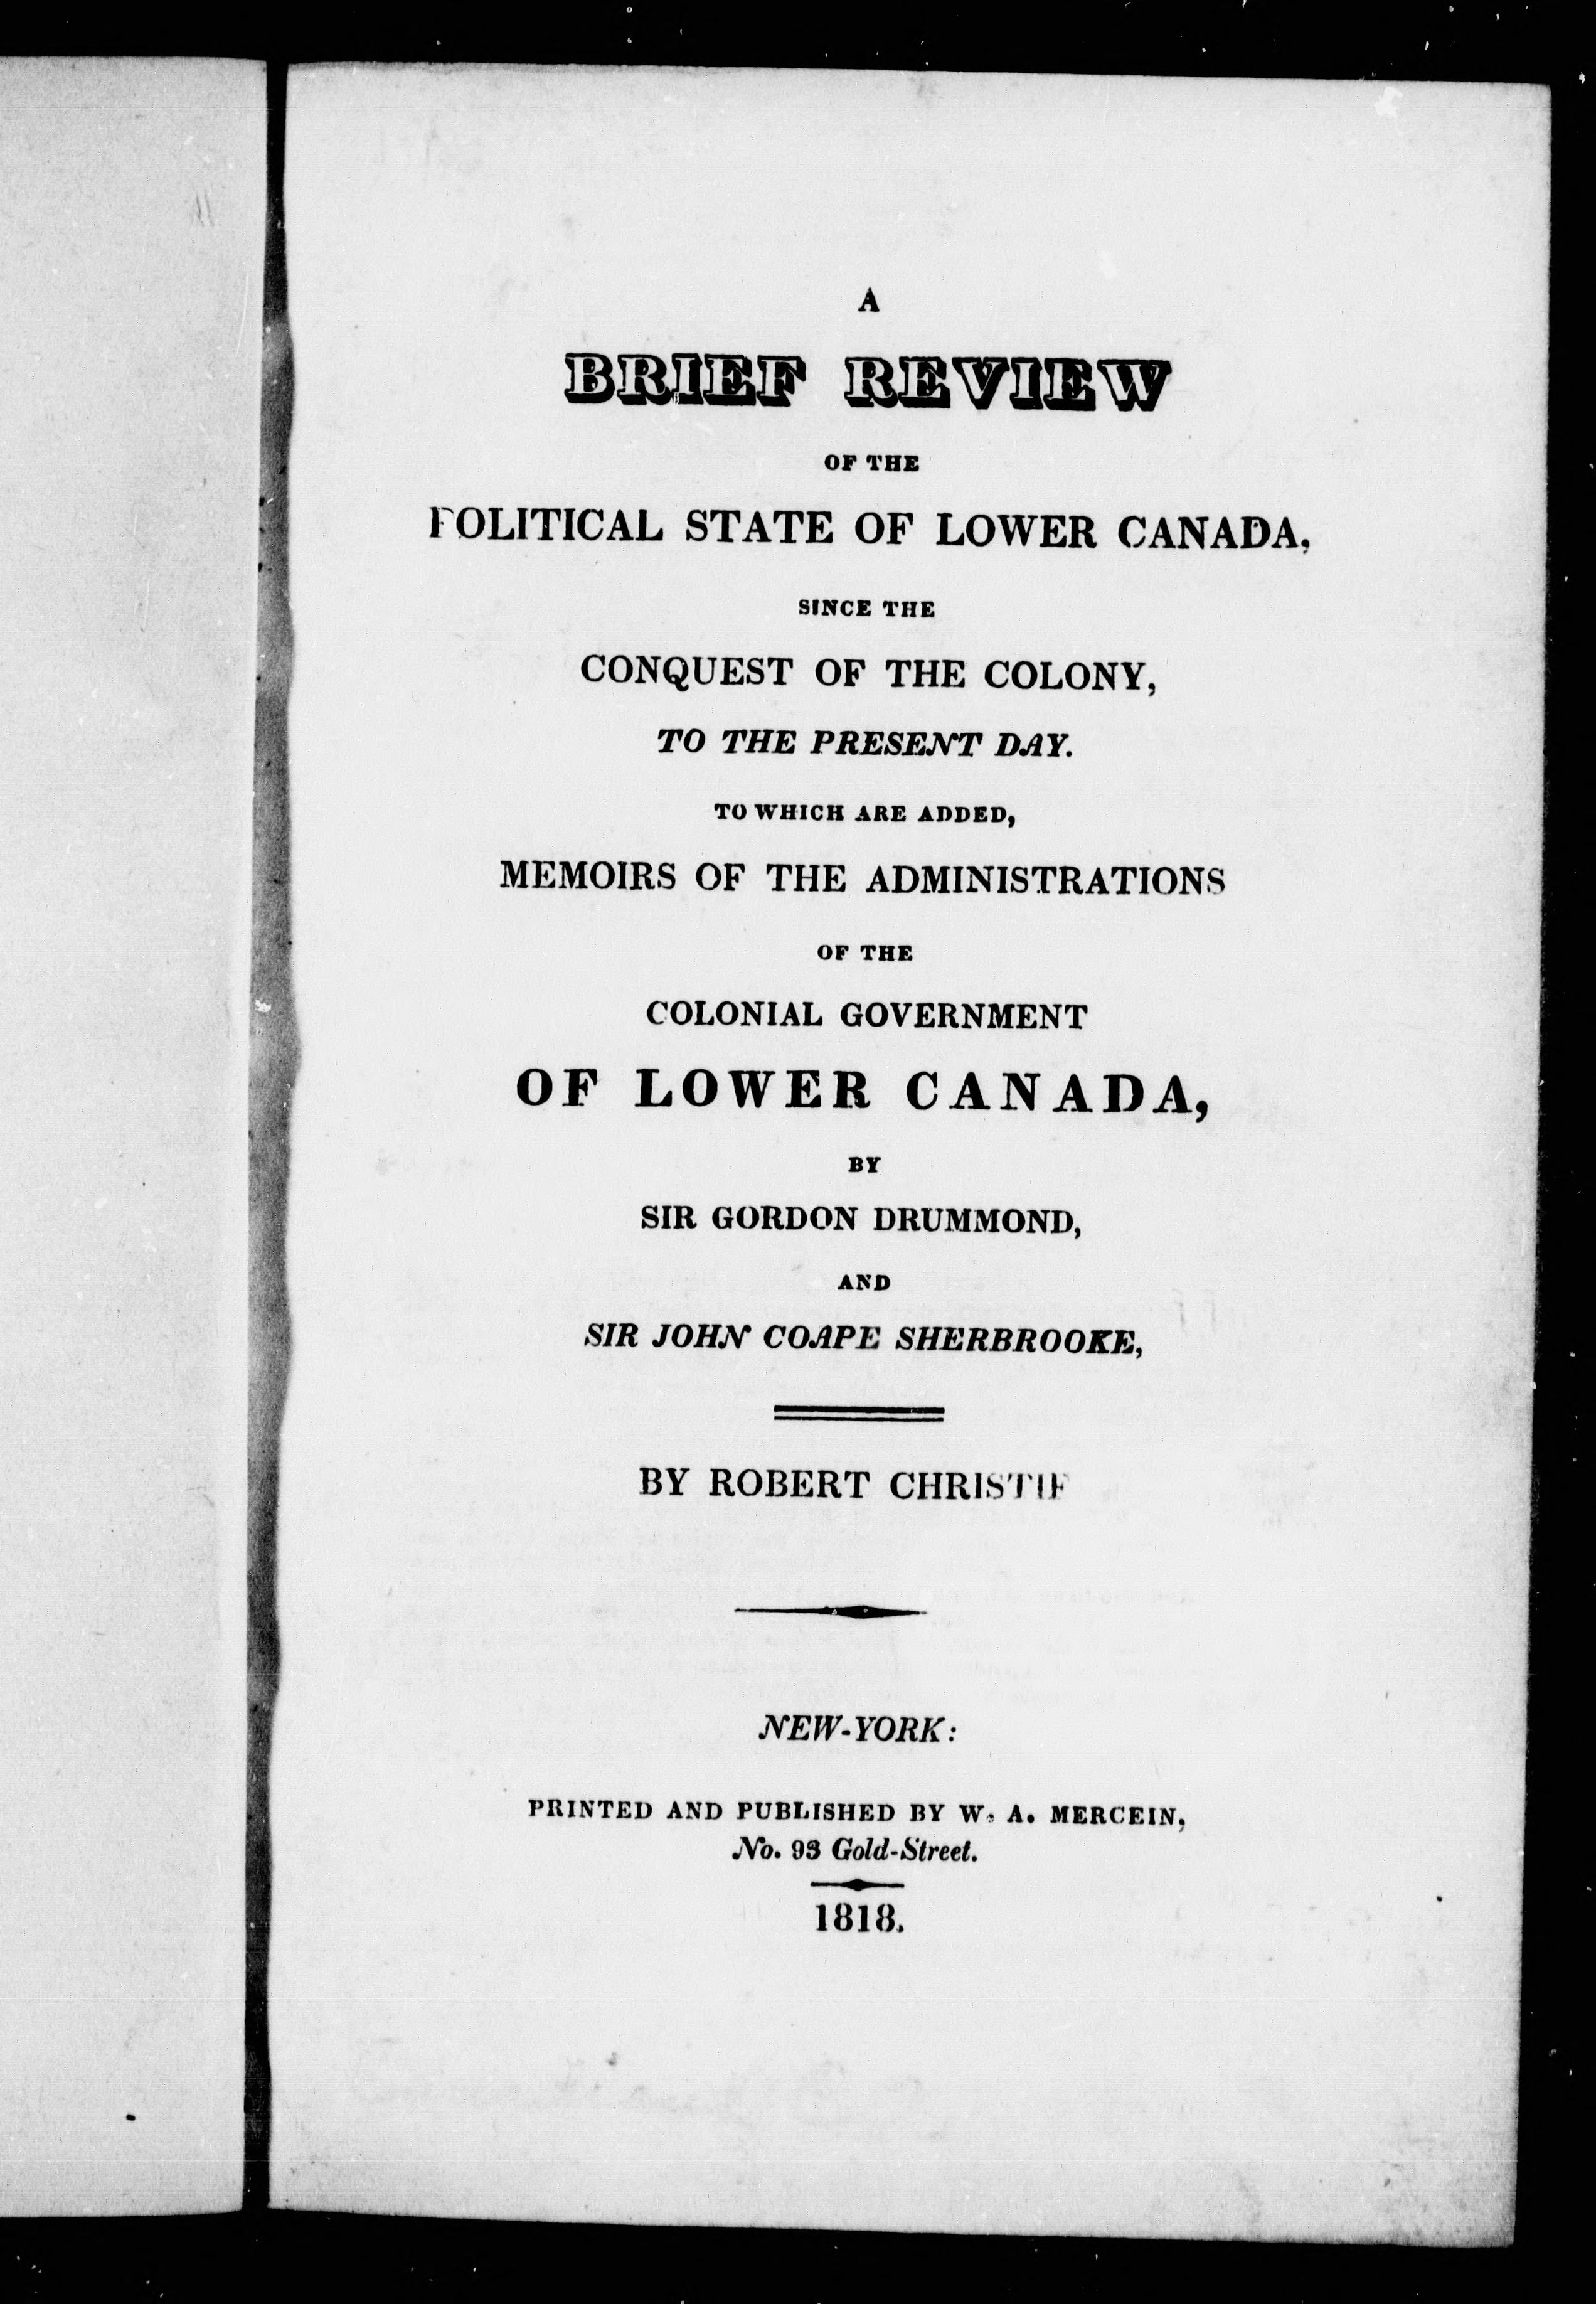 A
BRIEF REVIEW
OF THE
POLITICAL STATE OF LOWER CANADA,
SINCE THE
CONQUEST OF THE COLONY,
TO THE PRESENT DAY.
TO WHICH ARE ADDED,
MEMOIRS OF THE ADMINISTRATIONS
OF THE
COLONIAL GOVERNMENT
OF LOWER CANADA,
BY
SIR GORDON DRUMMOND,
AND
SIR JOHN COAPE SHERBROOKE,
BY ROBERT CHRISTIE
NEW-YORK:
PRINTED AND PUBLISHED BY W. A. MERCEIN,
No. 93 Gold-Street.
1818.